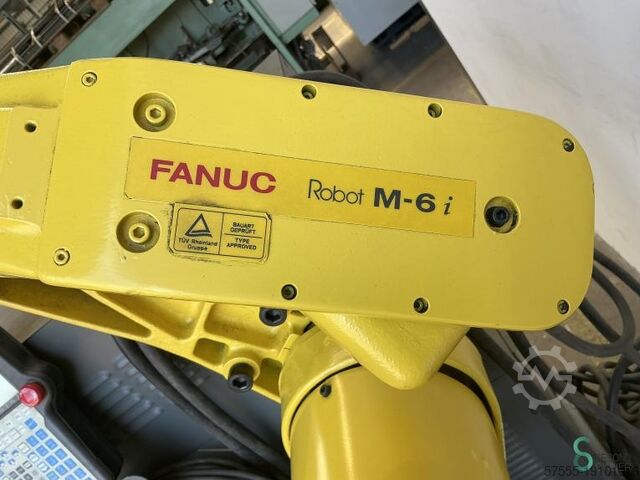 FANUC Robot M-6i
TÜV Rheinland
Gruppe
BAUART
GEPRÜFT
TYPE
APPROVED